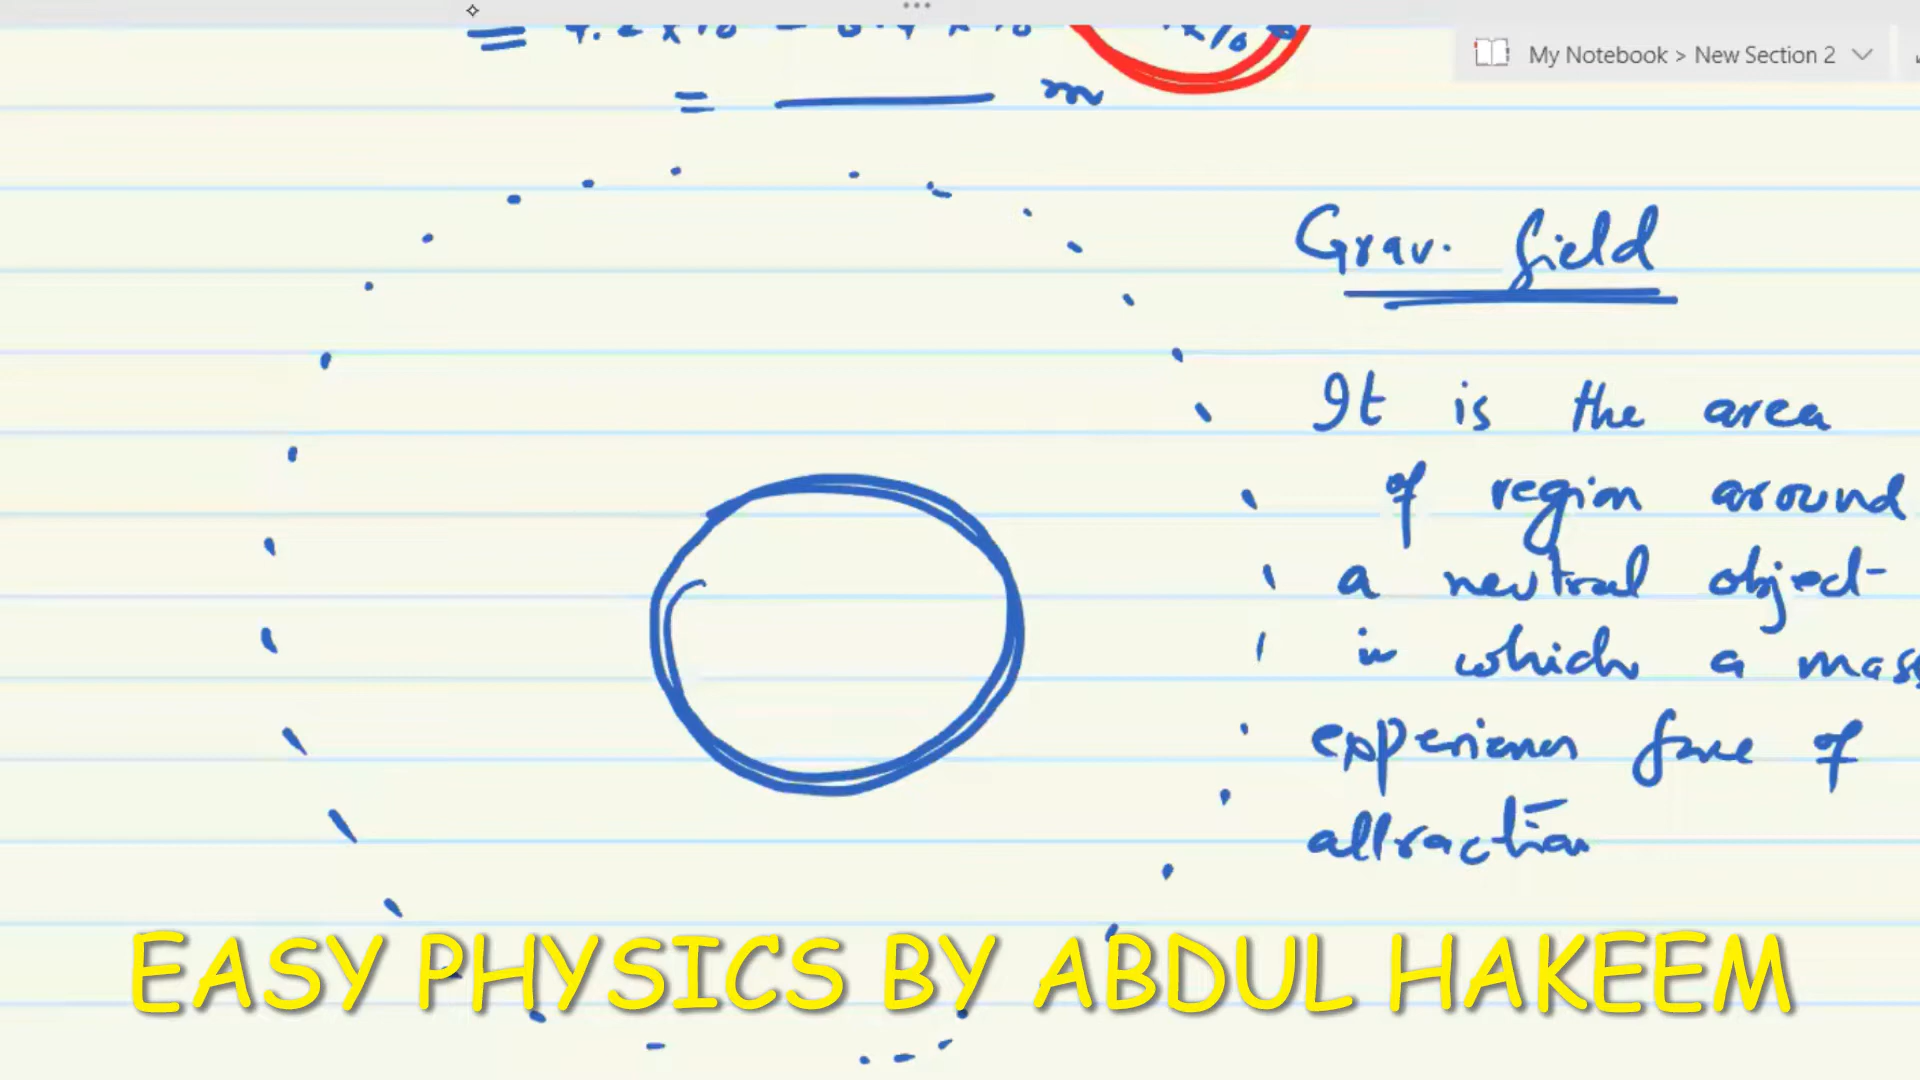 My Notebook > New Section 2
= m
Grav. field
It is the area
of region around
a neutral object
in which a mass
experiences force of
attraction
EASY PHYSICS BY ABDUL HAKEEM